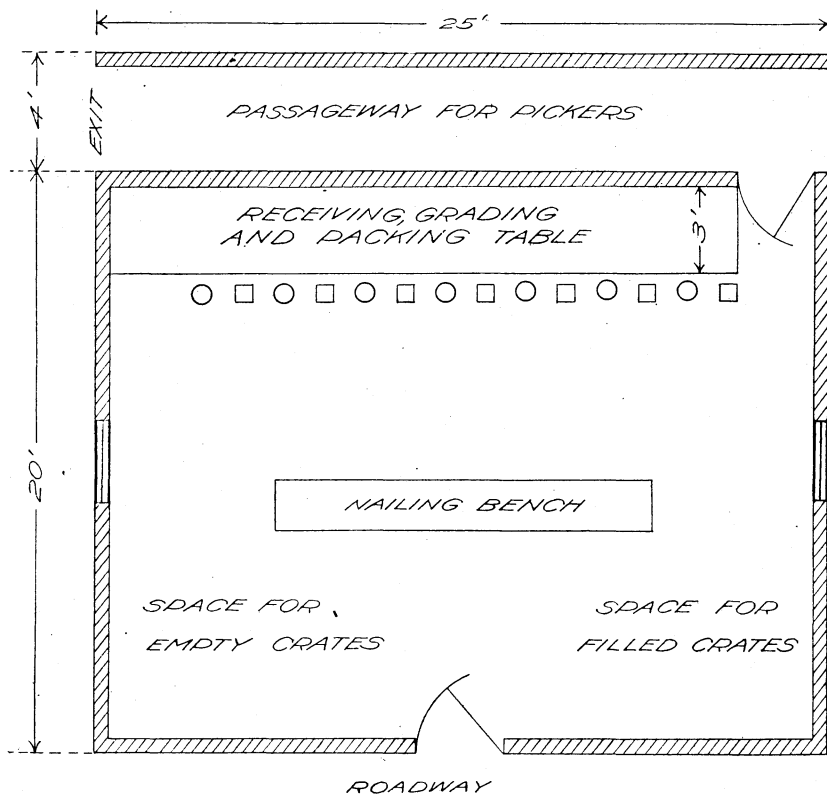 25'
4'
EXIT
PASSAGEWAY FOR PICKERS
RECEIVING, GRADING
AND PACKING TABLE
3'
20'
NAILING BENCH
SPACE FOR
EMPTY CRATES
SPACE FOR
FILLED CRATES
ROADWAY